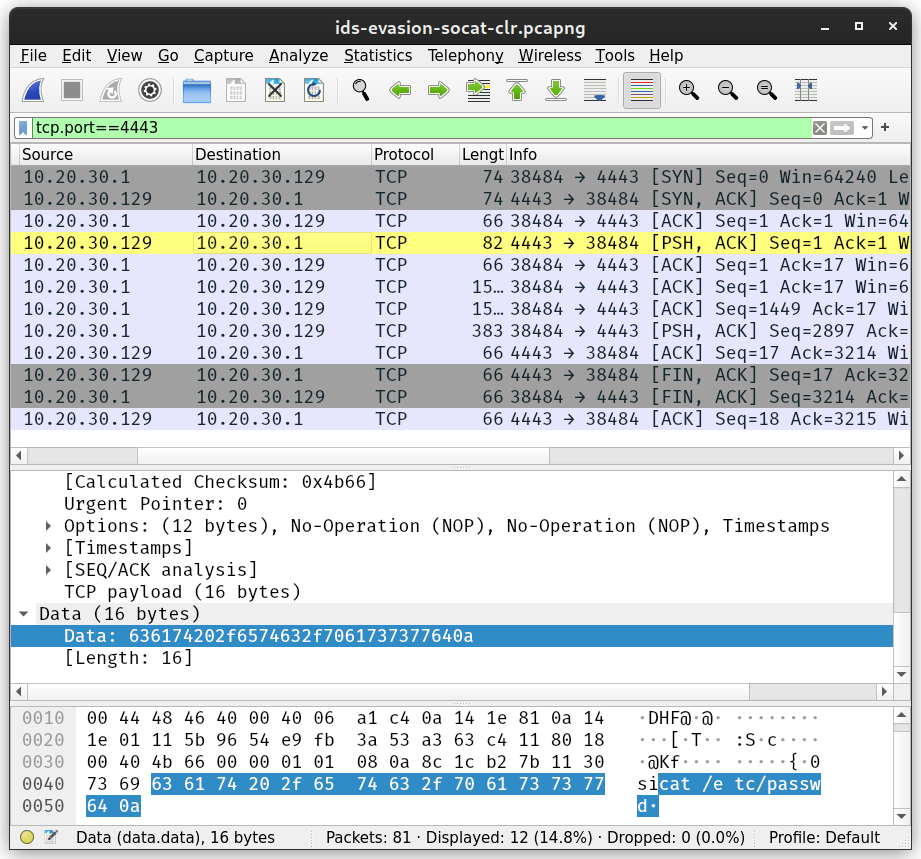 ids-evasion-socat-clr.pcapng
File Edit View Go Capture Analyze Statistics Telephony Wireless Tools Help
tcp.port==4443
Source Destination Protocol Lengt Info
10.20.30.1 10.20.30.129 TCP 74 38484 → 4443 [SYN] Seq=0 Win=64240 Le
10.20.30.129 10.20.30.1 TCP 74 4443 → 38484 [SYN, ACK] Seq=0 Ack=1 W
10.20.30.1 10.20.30.129 TCP 66 38484 → 4443 [ACK] Seq=1 Ack=1 Win=64
10.20.30.129 10.20.30.1 TCP 82 4443 → 38484 [PSH, ACK] Seq=1 Ack=1 W
10.20.30.1 10.20.30.129 TCP 66 38484 → 4443 [ACK] Seq=1 Ack=17 Win=6
10.20.30.1 10.20.30.129 TCP 15… 38484 → 4443 [ACK] Seq=1 Ack=17 Win=6
10.20.30.1 10.20.30.129 TCP 15… 38484 → 4443 [ACK] Seq=1449 Ack=17 Wi
10.20.30.1 10.20.30.129 TCP 383 38484 → 4443 [PSH, ACK] Seq=2897 Ack=
10.20.30.129 10.20.30.1 TCP 66 4443 → 38484 [ACK] Seq=17 Ack=3214 Wi
10.20.30.129 10.20.30.1 TCP 66 4443 → 38484 [FIN, ACK] Seq=17 Ack=32
10.20.30.1 10.20.30.129 TCP 66 38484 → 4443 [FIN, ACK] Seq=3214 Ack=
10.20.30.129 10.20.30.1 TCP 66 4443 → 38484 [ACK] Seq=18 Ack=3215 Wi
[Calculated Checksum: 0x4b66]
Urgent Pointer: 0
Options: (12 bytes), No-Operation (NOP), No-Operation (NOP), Timestamps
[Timestamps]
[SEQ/ACK analysis]
TCP payload (16 bytes)
Data (16 bytes)
Data: 636174202f6574632f7061737377640a
[Length: 16]
0010 00 44 48 46 40 00 40 06 a1 c4 0a 14 1e 81 0a 14 ·DHF@·@· ········
0020 1e 01 11 5b 96 54 e9 fb 3a 53 a3 63 c4 11 80 18 ···[·T·· :S·c····
0030 00 40 4b 66 00 00 01 01 08 0a 8c 1c b2 7b 11 30 ·@Kf···· ·····{·0
0040 73 69 63 61 74 20 2f 65 74 63 2f 70 61 73 73 77 sicat /e tc/passw
0050 64 0a d·
Data (data.data), 16 bytes Packets: 81 · Displayed: 12 (14.8%) · Dropped: 0 (0.0%) Profile: Default